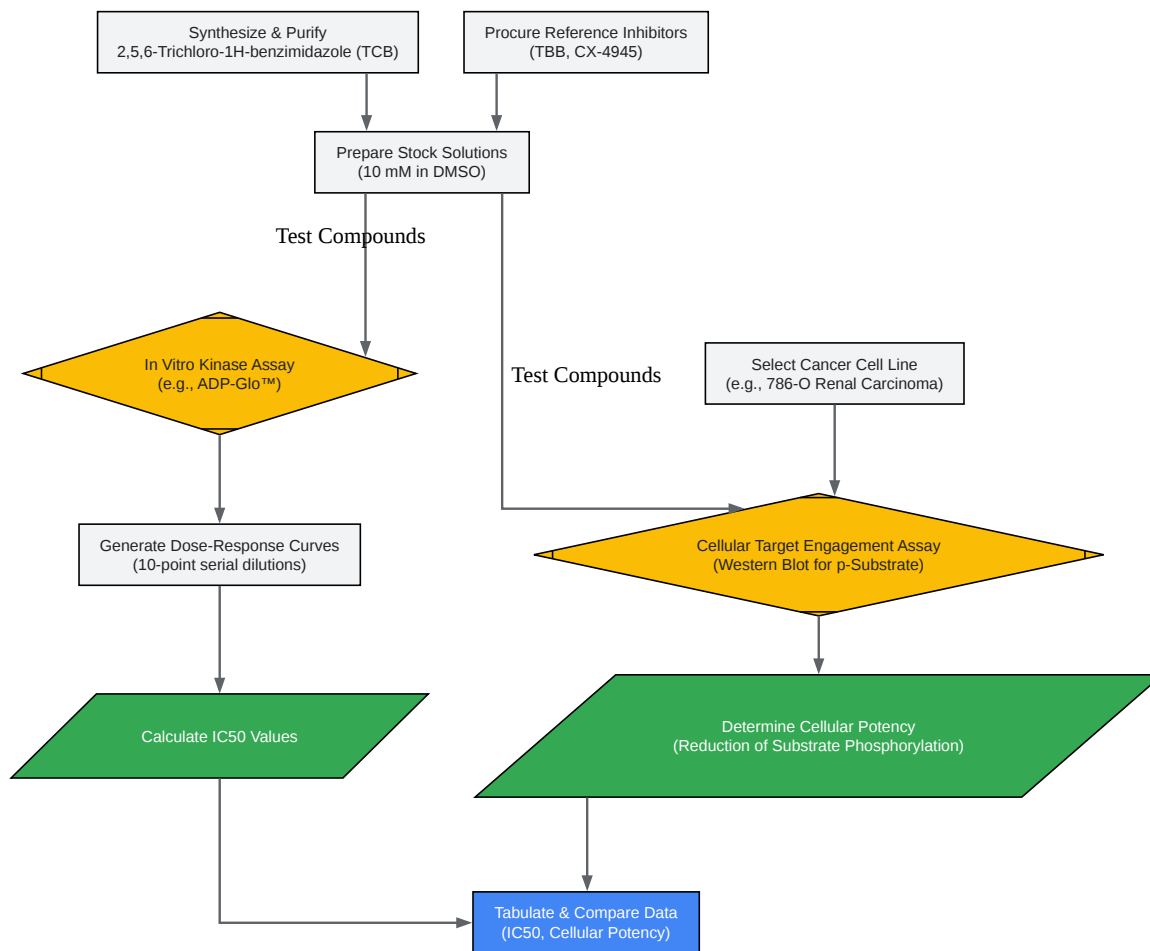 Synthesize & Purify
2,5,6-Trichloro-1H-benzimidazole (TCB)
Procure Reference Inhibitors
(TBB, CX-4945)
Prepare Stock Solutions
(10 mM in DMSO)
Test Compounds
In Vitro Kinase Assay
(e.g., ADP-Glo™)
Test Compounds
Select Cancer Cell Line
(e.g., 786-O Renal Carcinoma)
Generate Dose-Response Curves
(10-point serial dilutions)
Cellular Target Engagement Assay
(Western Blot for p-Substrate)
Calculate IC50 Values
Determine Cellular Potency
(Reduction of Substrate Phosphorylation)
Tabulate & Compare Data
(IC50, Cellular Potency)